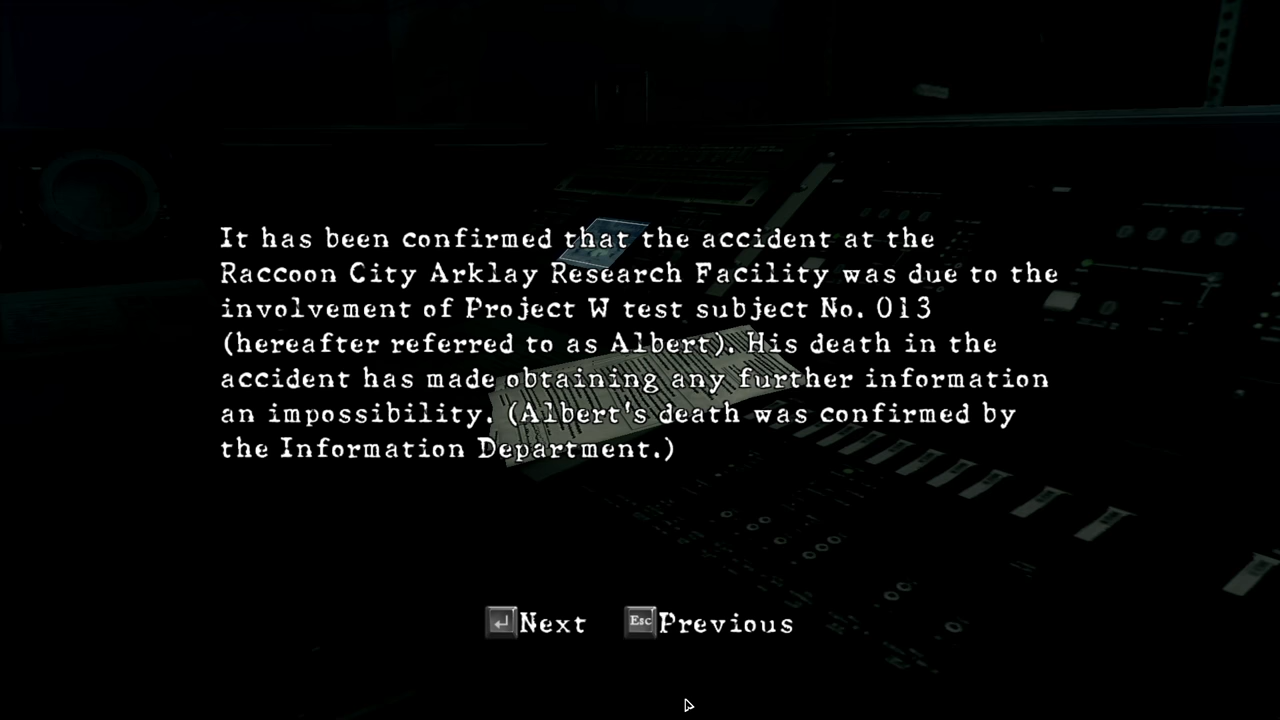 It has been confirmed that the accident at the
Raccoon City Arklay Research Facility was due to the
involvement of Project W test subject No. 013
(hereafter referred to as Albert). His death in the
accident has made obtaining any further information
an impossibility. (Albert's death was confirmed by
the Information Department.)
Esc
Next Previous